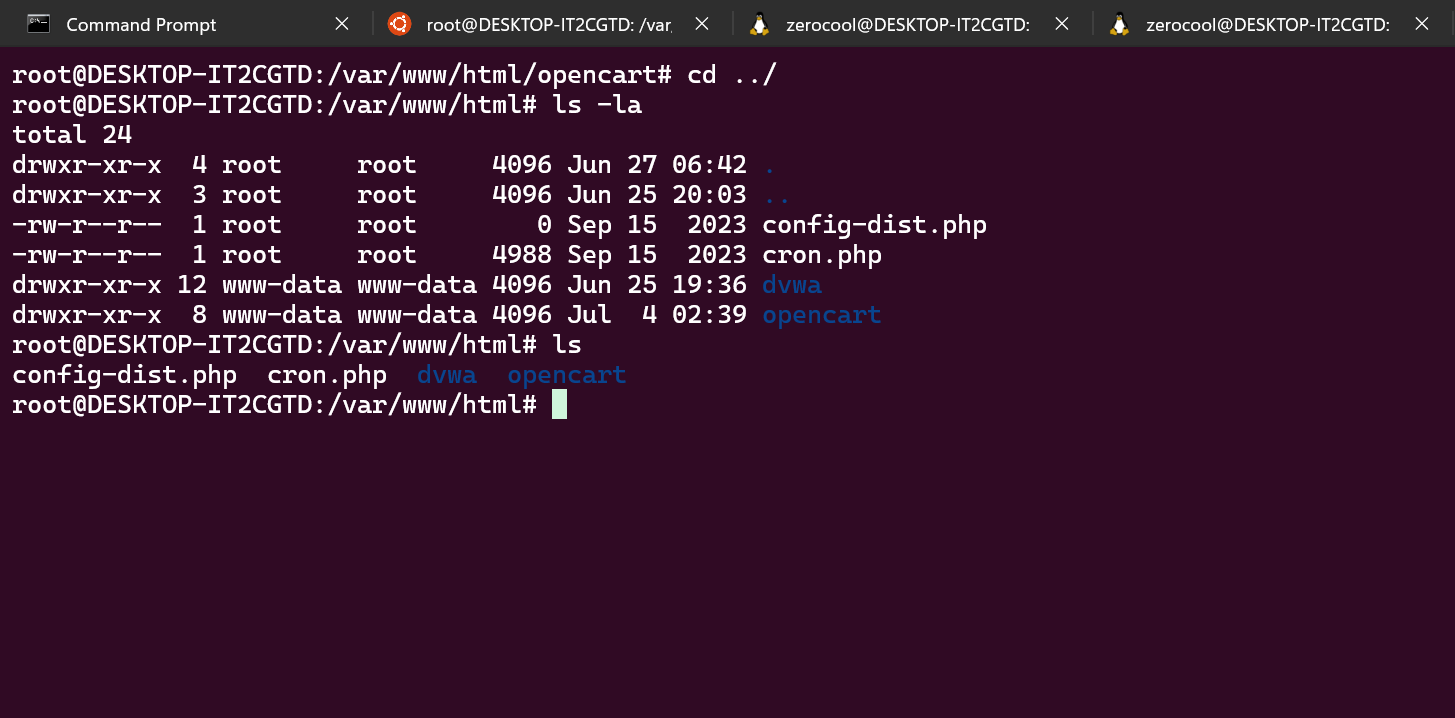 Command Prompt
root@DESKTOP-IT2CGTD: /var
zerocool@DESKTOP-IT2CGTD:
zerocool@DESKTOP-IT2CGTD:
root@DESKTOP-IT2CGTD:/var/www/html/opencart# cd ../
root@DESKTOP-IT2CGTD:/var/www/html# ls -la
total 24
drwxr-xr-x  4 root     root     4096 Jun 27 06:42 .
drwxr-xr-x  3 root     root     4096 Jun 25 20:03 ..
-rw-r--r--  1 root     root        0 Sep 15  2023 config-dist.php
-rw-r--r--  1 root     root     4988 Sep 15  2023 cron.php
drwxr-xr-x 12 www-data www-data 4096 Jun 25 19:36 dvwa
drwxr-xr-x  8 www-data www-data 4096 Jul  4 02:39 opencart
root@DESKTOP-IT2CGTD:/var/www/html# ls
config-dist.php  cron.php  dvwa  opencart
root@DESKTOP-IT2CGTD:/var/www/html#